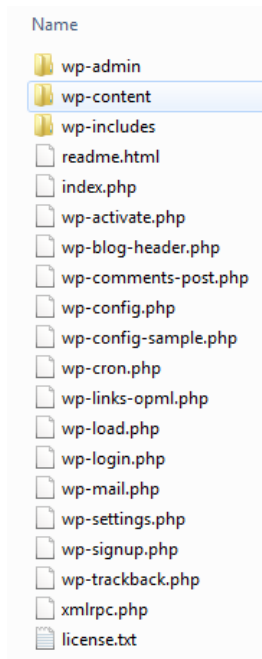 Name
wp-admin
wp-content
wp-includes
readme.html
index.php
wp-activate.php
wp-blog-header.php
wp-comments-post.php
wp-config.php
wp-config-sample.php
wp-cron.php
wp-links-opml.php
wp-load.php
wp-login.php
wp-mail.php
wp-settings.php
wp-signup.php
wp-trackback.php
xmlrpc.php
license.txt